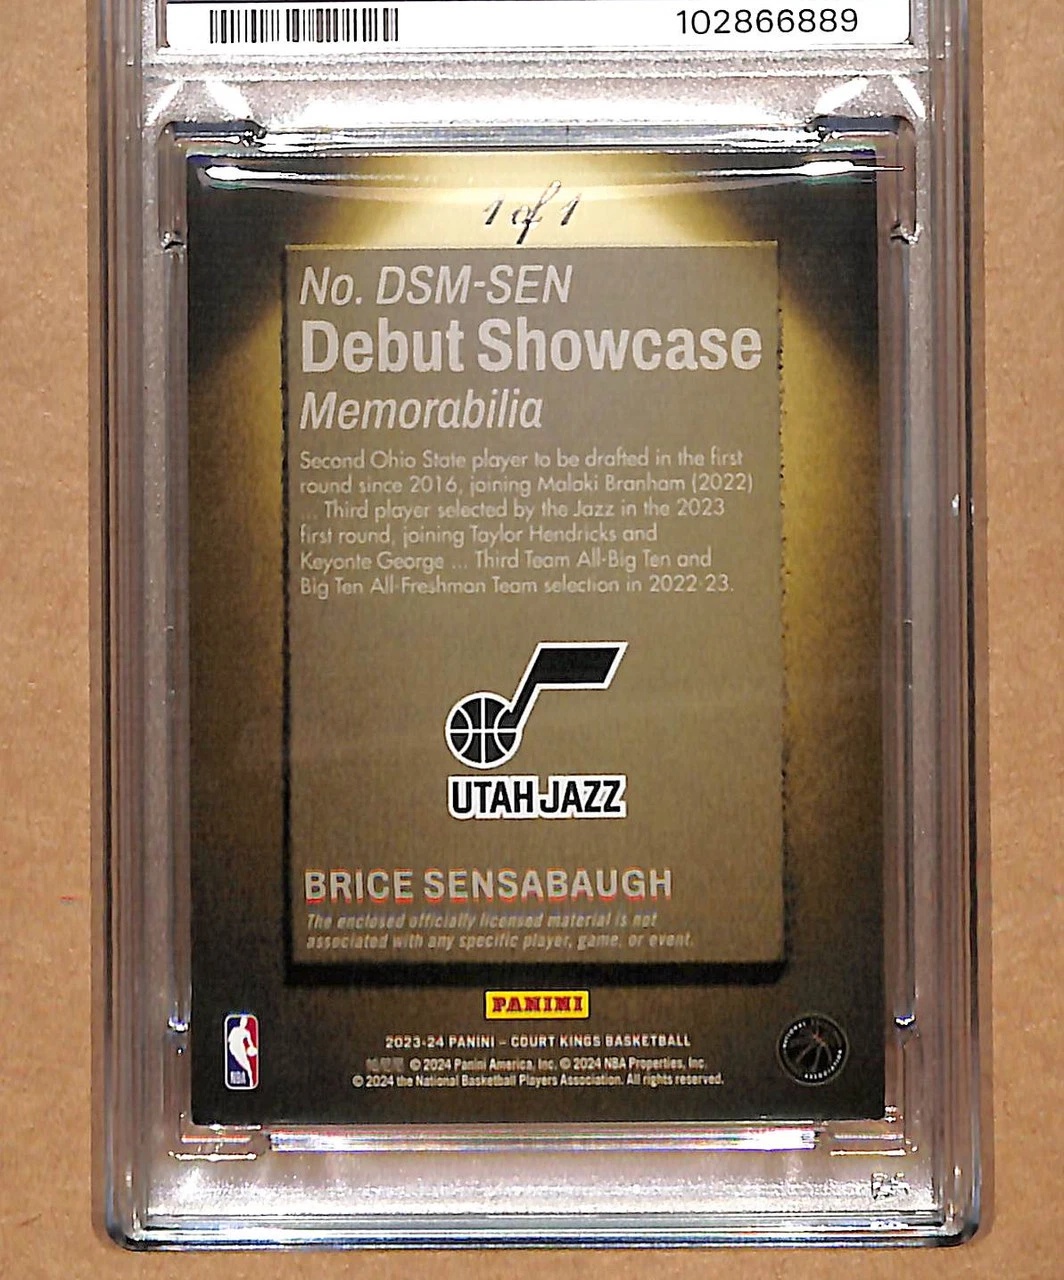 102866889
1 of 1
No. DSM-SEN
Debut Showcase
Memorabilia
Second Ohio State player to be drafted in the first
round since 2016, joining Malaki Branham (2022)
... Third player selected by the Jazz in the 2023
first round, joining Taylor Hendricks and
Keyonte George ... Third Team All-Big Ten and
Big Ten All-Freshman Team selection in 2022-23.
UTAH JAZZ
BRICE SENSABAUGH
The enclosed officially licensed material is not
associated with any specific player, game, or event.
PANINI
2023-24 PANINI - COURT KINGS BASKETBALL
© 2024 Panini America, Inc. © 2024 NBA Properties, Inc.
© 2024 the National Basketball Players Association. All rights reserved.
NBA